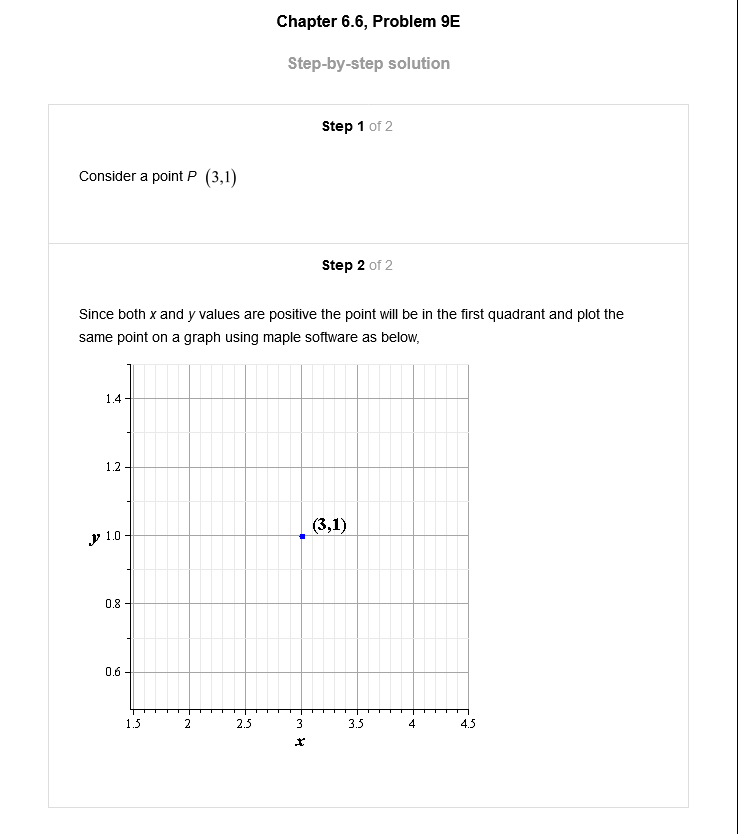 Chapter 6.6, Problem 9E
Step-by-step solution
Step 1 of 2
Consider a point P (3,1)
Step 2 of 2
Since both x and y values are positive the point will be in the first quadrant and plot the
same point on a graph using maple software as below,
1.4
1.2
(3,1)
y 1.0
0.8
0.6
1.5 2 2.5 3 3.5 4 4.5
x